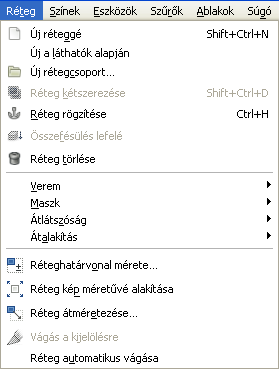 Réteg Színek Eszközök Szűrők Ablakok Súgó
Új réteggé Shift+Ctrl+N
Új a láthatók alapján
Új rétegcsoport...
Réteg kétszerezése Shift+Ctrl+D
Réteg rögzítése Ctrl+H
Összefésülés lefelé
Réteg törlése
Verem
Maszk
Átlátszóság
Átalakítás
Réteghatárvonal mérete...
Réteg kép méretűvé alakítása
Réteg átméretezése...
Vágás a kijelölésre
Réteg automatikus vágása